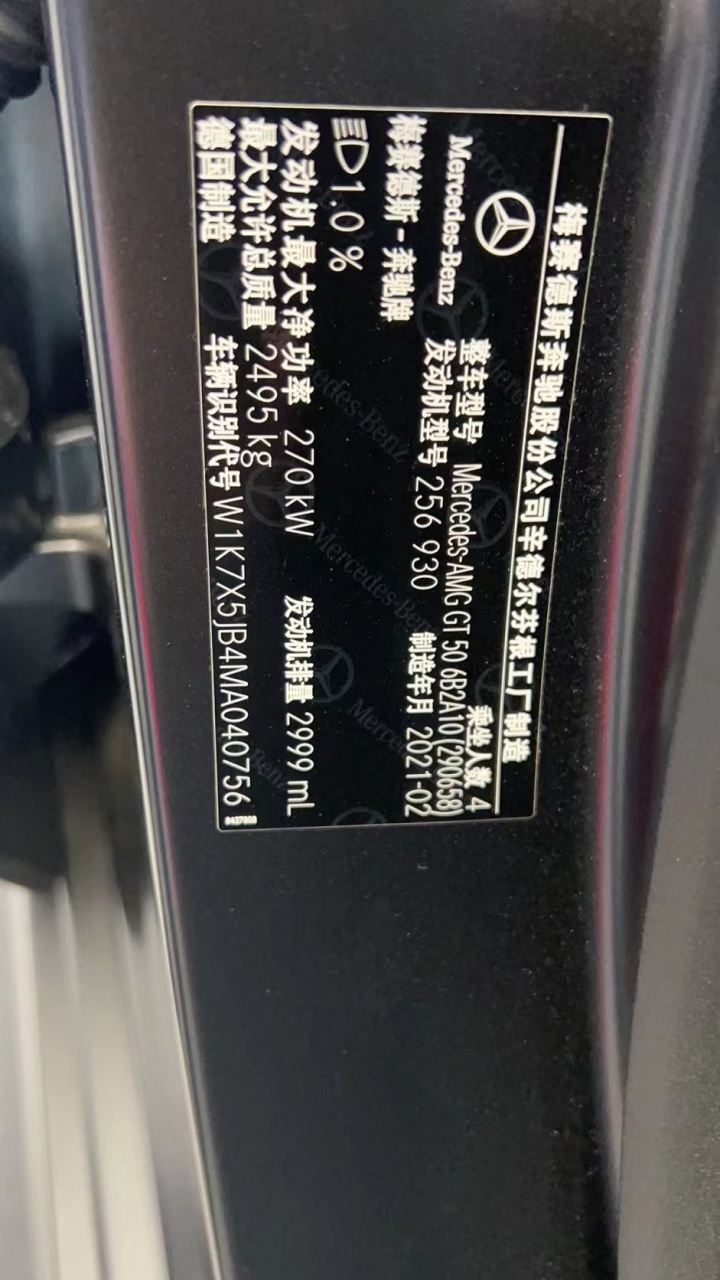 梅赛德斯奔驰股份公司辛德尔芬根工厂制造
Mercedes-Benz
整车型号 Mercedes-AMG GT 50 6B2A10 (290658)
乘坐人数 4
梅赛德斯-奔驰牌
发动机型号 256 930
制造年月 2021-02
1.0 %
发动机最大净功率 270 kW
发动机排量 2999 mL
最大允许总质量 2495 kg
德国制造
车辆识别代号 W1K7X5JB4MA040756